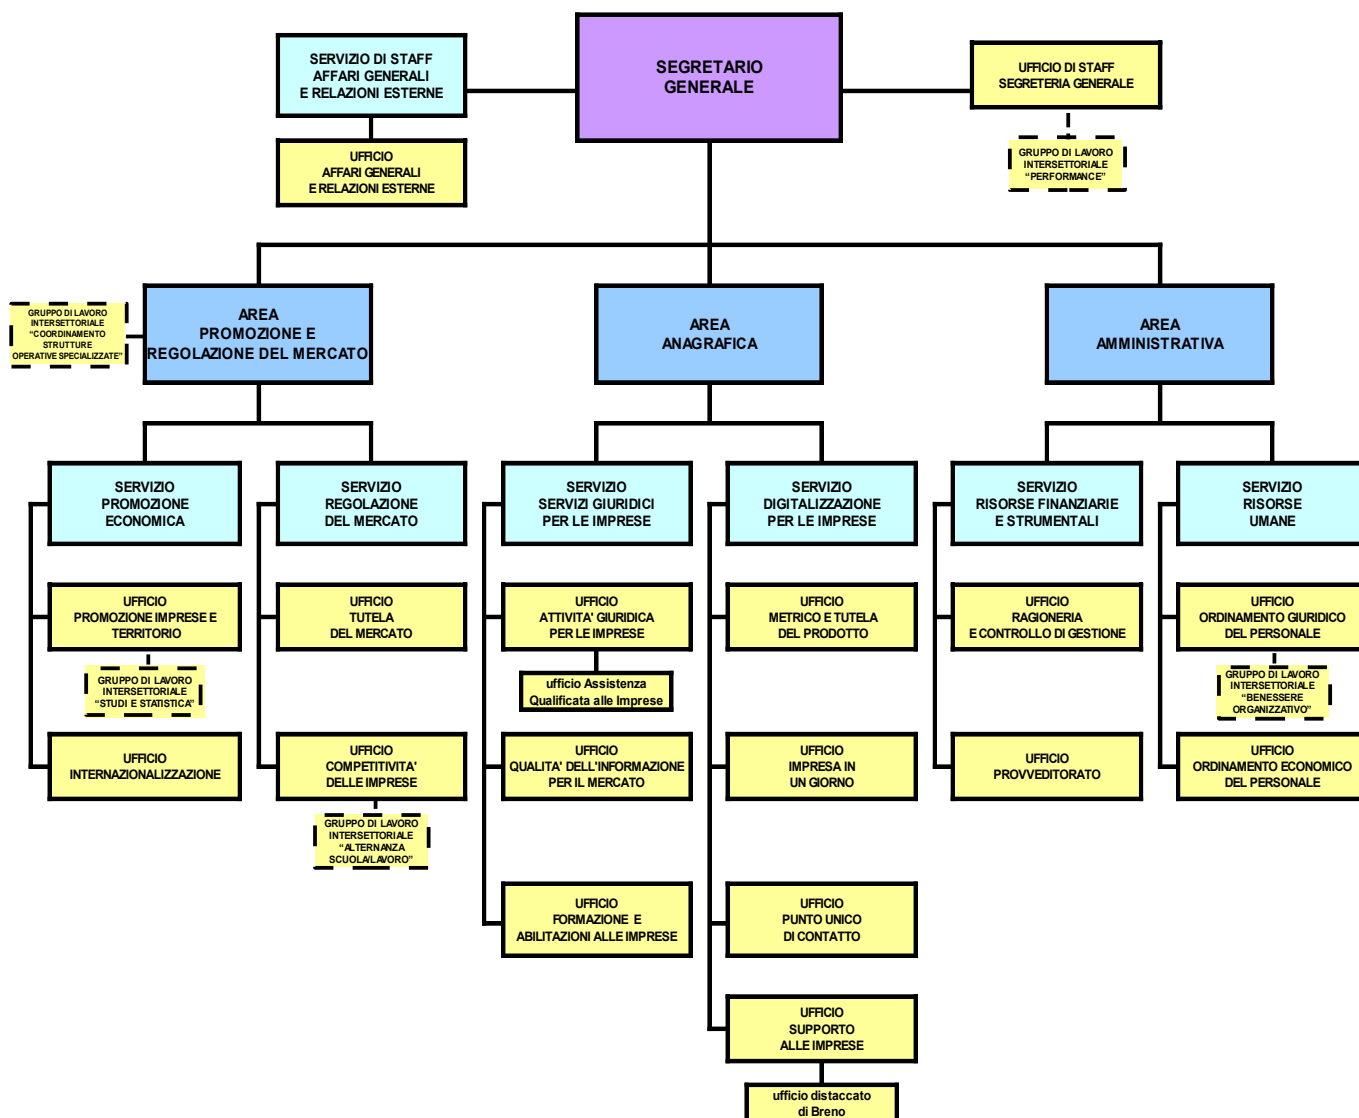 SERVIZIO DI STAFF
AFFARI GENERALI
E RELAZIONI ESTERNE
SEGRETARIO
GENERALE
UFFICIO DI STAFF
SEGRETERIA GENERALE
UFFICIO
AFFARI GENERALI
E RELAZIONI ESTERNE
GRUPPO DI LAVORO
INTERSETTORIALE
“PERFORMANCE”
GRUPPO DI LAVORO
INTERSETTORIALE
“COORDINAMENTO
STRUTTURE
OPERATIVE SPECIALIZZATE”
AREA
PROMOZIONE E
REGOLAZIONE DEL MERCATO
AREA
ANAGRAFICA
AREA
AMMINISTRATIVA
SERVIZIO
PROMOZIONE
ECONOMICA
SERVIZIO
REGOLAZIONE
DEL MERCATO
SERVIZIO
SERVIZI GIURIDICI
PER LE IMPRESE
SERVIZIO
DIGITALIZZAZIONE
PER LE IMPRESE
SERVIZIO
RISORSE FINANZIARIE
E STRUMENTALI
SERVIZIO
RISORSE
UMANE
UFFICIO
PROMOZIONE IMPRESE E
TERRITORIO
UFFICIO
TUTELA
DEL MERCATO
UFFICIO
ATTIVITA' GIURIDICA
PER LE IMPRESE
UFFICIO
METRICO E TUTELA
DEL PRODOTTO
UFFICIO
RAGIONERIA
E CONTROLLO DI GESTIONE
UFFICIO
ORDINAMENTO GIURIDICO
DEL PERSONALE
GRUPPO DI LAVORO
INTERSETTORIALE
“STUDI E STATISTICA”
ufficio Assistenza
Qualificata alle Imprese
GRUPPO DI LAVORO
INTERSETTORIALE
“BENESSERE
ORGANIZZATIVO”
UFFICIO
INTERNAZIONALIZZAZIONE
UFFICIO
COMPETITIVITA'
DELLE IMPRESE
UFFICIO
QUALITA' DELL'INFORMAZIONE
PER IL MERCATO
UFFICIO
IMPRESA IN
UN GIORNO
UFFICIO
PROVVEDITORATO
UFFICIO
ORDINAMENTO ECONOMICO
DEL PERSONALE
GRUPPO DI LAVORO
INTERSETTORIALE
“ALTERNANZA
SCUOLA/LAVORO”
UFFICIO
FORMAZIONE E
ABILITAZIONI ALLE IMPRESE
UFFICIO
PUNTO UNICO
DI CONTATTO
UFFICIO
SUPPORTO
ALLE IMPRESE
ufficio distaccato
di Breno